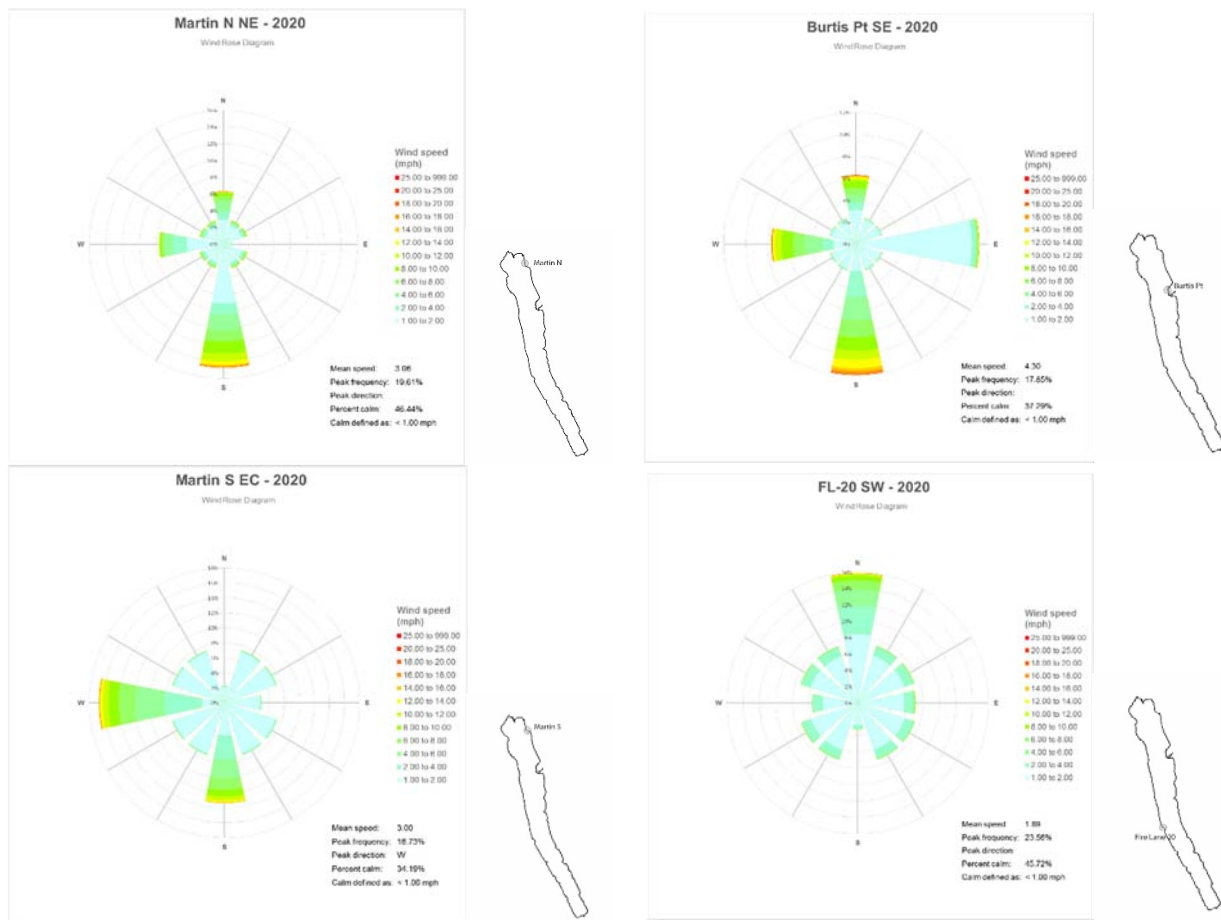 Martin N NE - 2020
Wind Rose Diagram
N
W
E
S
Wind speed
(mph)
25.00 to 999.00
20.00 to 25.00
18.00 to 20.00
16.00 to 18.00
14.00 to 16.00
12.00 to 14.00
10.00 to 12.00
8.00 to 10.00
6.00 to 8.00
4.00 to 6.00
2.00 to 4.00
1.00 to 2.00
Mean speed:
Peak frequency: 19.61%
Peak direction:
Percent calm: 46.44%
Calm defined as: < 1.00 mph
Martin N
Burtis Pt SE - 2020
Wind Rose Diagram
N
W
E
S
Wind speed
(mph)
25.00 to 999.00
20.00 to 25.00
18.00 to 20.00
16.00 to 18.00
14.00 to 16.00
12.00 to 14.00
10.00 to 12.00
8.00 to 10.00
6.00 to 8.00
4.00 to 6.00
2.00 to 4.00
1.00 to 2.00
Mean speed 4.30
Peak frequency: 17.85%
Peak direction:
Percent calm: 37.29%
Calm defined as: < 1.00 mph
Burtis Pt
Martin S EC - 2020
Wind Rose Diagram
N
W
E
S
Wind speed
(mph)
25.00 to 999.00
20.00 to 25.00
18.00 to 20.00
16.00 to 18.00
14.00 to 16.00
12.00 to 14.00
10.00 to 12.00
8.00 to 10.00
6.00 to 8.00
4.00 to 6.00
2.00 to 4.00
1.00 to 2.00
Mean speed: 3.00
Peak frequency:
Peak direction: W
Percent calm: 34.19%
Calm defined as: < 1.00 mph
Martin S
FL-20 SW - 2020
Wind Rose Diagram
N
W
E
S
Wind speed
(mph)
25.00 to 999.00
20.00 to 25.00
18.00 to 20.00
16.00 to 18.00
14.00 to 16.00
12.00 to 14.00
10.00 to 12.00
8.00 to 10.00
6.00 to 8.00
4.00 to 6.00
2.00 to 4.00
1.00 to 2.00
Mean speed 1.89
Peak frequency: 23.56%
Peak direction:
Percent calm: 45.72%
Calm defined as: < 1.00 mph
Fire Lane 20